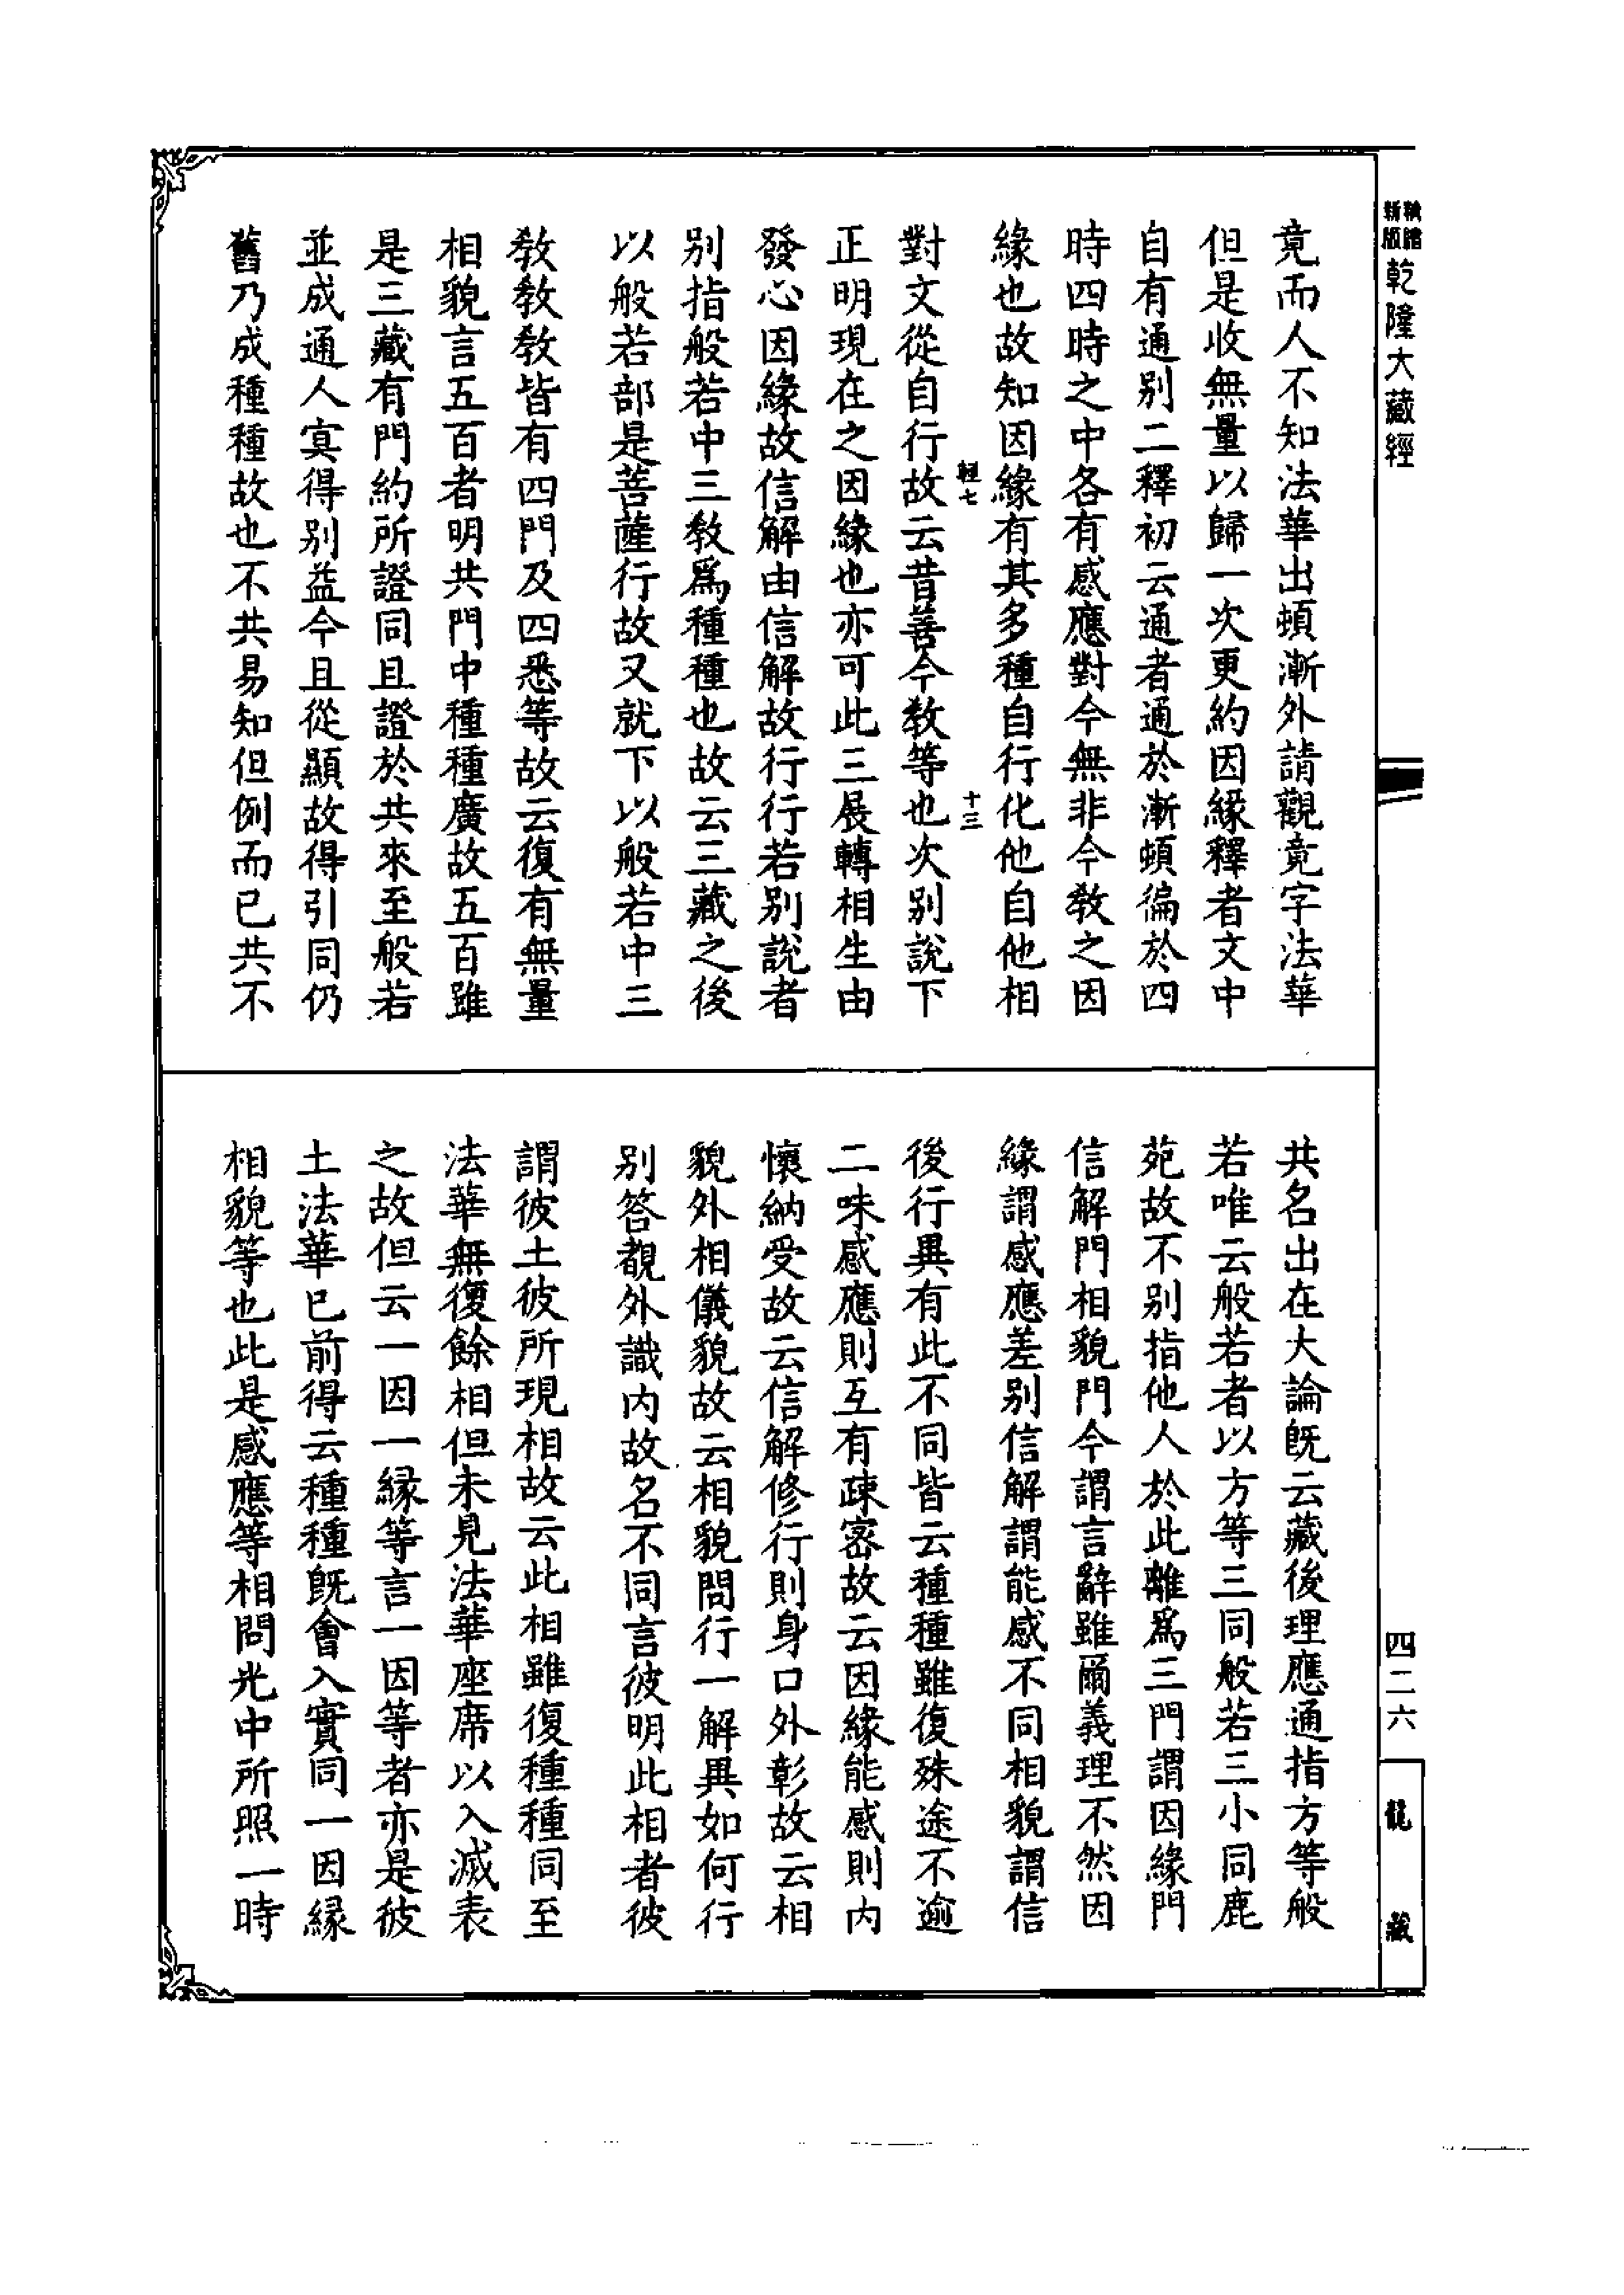 新版精縮乾隆大藏經
竟而人不知法華出頓漸外請觀竟字法華
但是收無量以歸一次更約因緣釋者文中
自有通別二釋初云通者通於漸頓徧於四
時四時之中各有感應對今無非今教之因
緣也故知因緣有其多種自行化他自他相
輕七
十三
對文從自行故云昔善今教等也次別說下
正明現在之因緣也亦可此三展轉相生由
發心因緣故信解由信解故行行若別說者
別指般若中三教爲種種也故云三藏之後
以般若部是菩薩行故又就下以般若中三
教教教皆有四門及四悉等故云復有無量
相貌言五百者明共門中種種廣故五百雖
是三藏有門約所證同且證於共來至般若
並成通人寞得別益今且從顯故得引同仍
舊乃成種種故也不共易知但例而已共不
共名出在大論旣云藏後理應通指方等般
若唯云般若者以方等三同般若三小同鹿
苑故不別指他人於此離爲三門謂因緣門
信解門相貌門今謂言辭雖爾義理不然因
緣謂感應差別信解謂能感不同相貌謂信
後行異有此不同皆云種種雖復殊途不逾
二味感應則互有疎密故云因緣能感則內
懷納受故云信解修行則身口外彰故云相
貌外相儀貌故云相貌問行一解異如何行
別答覩外識內故名不同言彼明此相者彼
謂彼土彼所現相故云此相雖復種種同至
法華無復餘相但未見法華座席以入滅表
之故但云一因一緣等言一因等者亦是彼
土法華已前得云種種旣會入實同一因緣
相貌等也此是感應等相問光中所照一時
四二六
龍藏